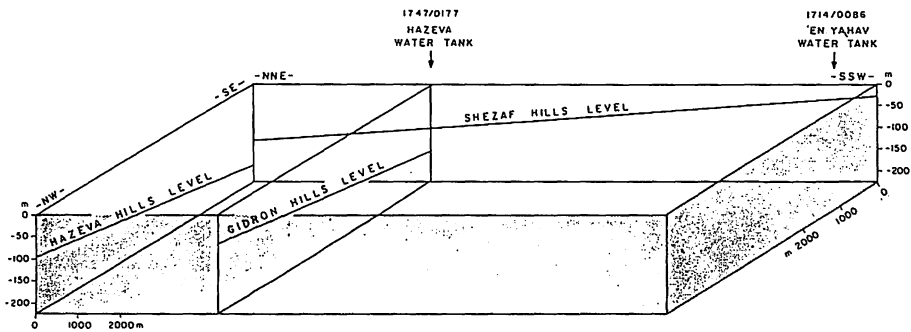 1747/0177
HAZEVA
WATER TANK
1714/0086
'EN YAHAV
WATER TANK
-SE-
-NNE-
-SSW-
m
0
-50
-100
-150
-200
SHEZAF HILLS LEVEL
-NW-
m
0
-50
-100
-150
-200
HAZEVA HILLS LEVEL
GIDRON HILLS LEVEL
0
1000
m 2000
0 1000 2000m